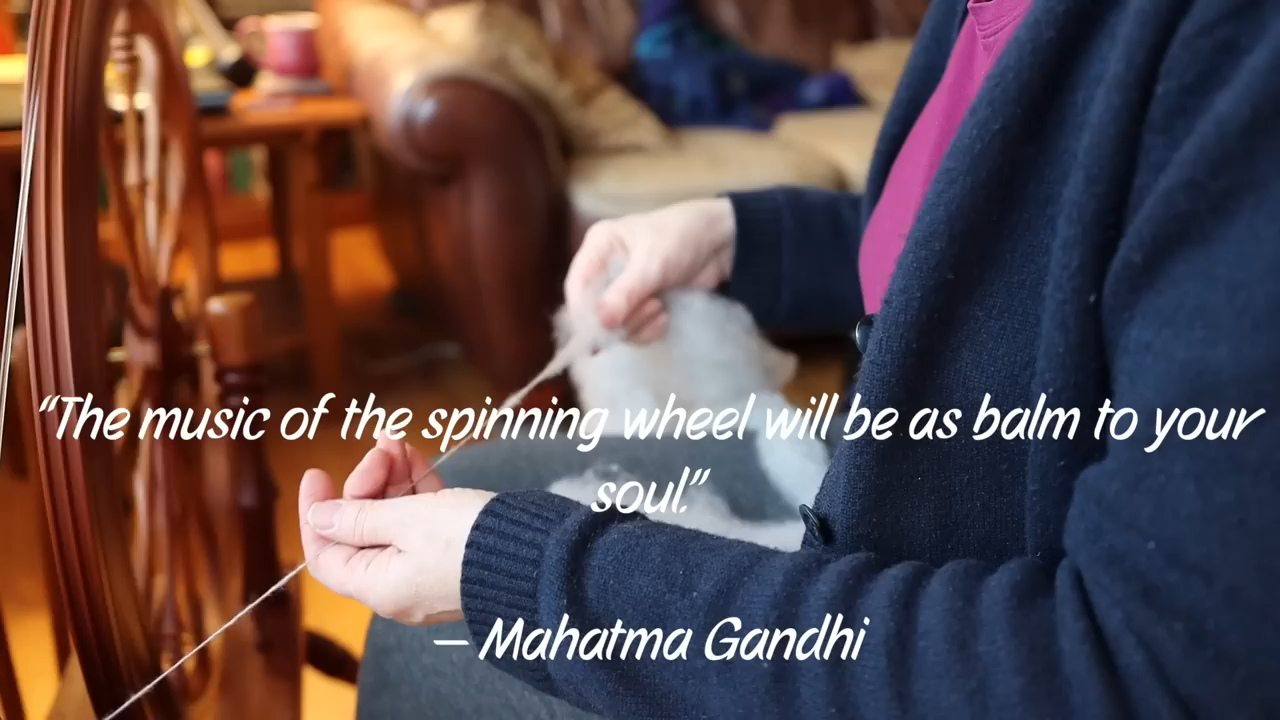 “The music of the spinning wheel will be as balm to your
soul.”
– Mahatma Gandhi